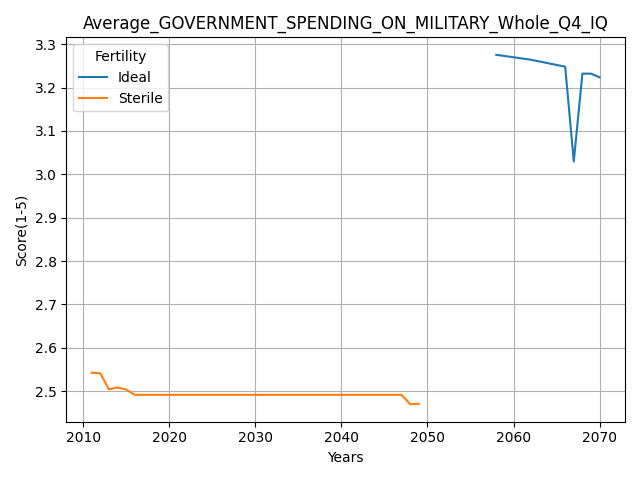 Average_GOVERNMENT_SPENDING_ON_MILITARY_Whole_Q4_IQ
Fertility
Ideal
Sterile
Score(1-5)
3.3
3.2
3.1
3.0
2.9
2.8
2.7
2.6
2.5
2010 2020 2030 2040 2050 2060 2070
Years